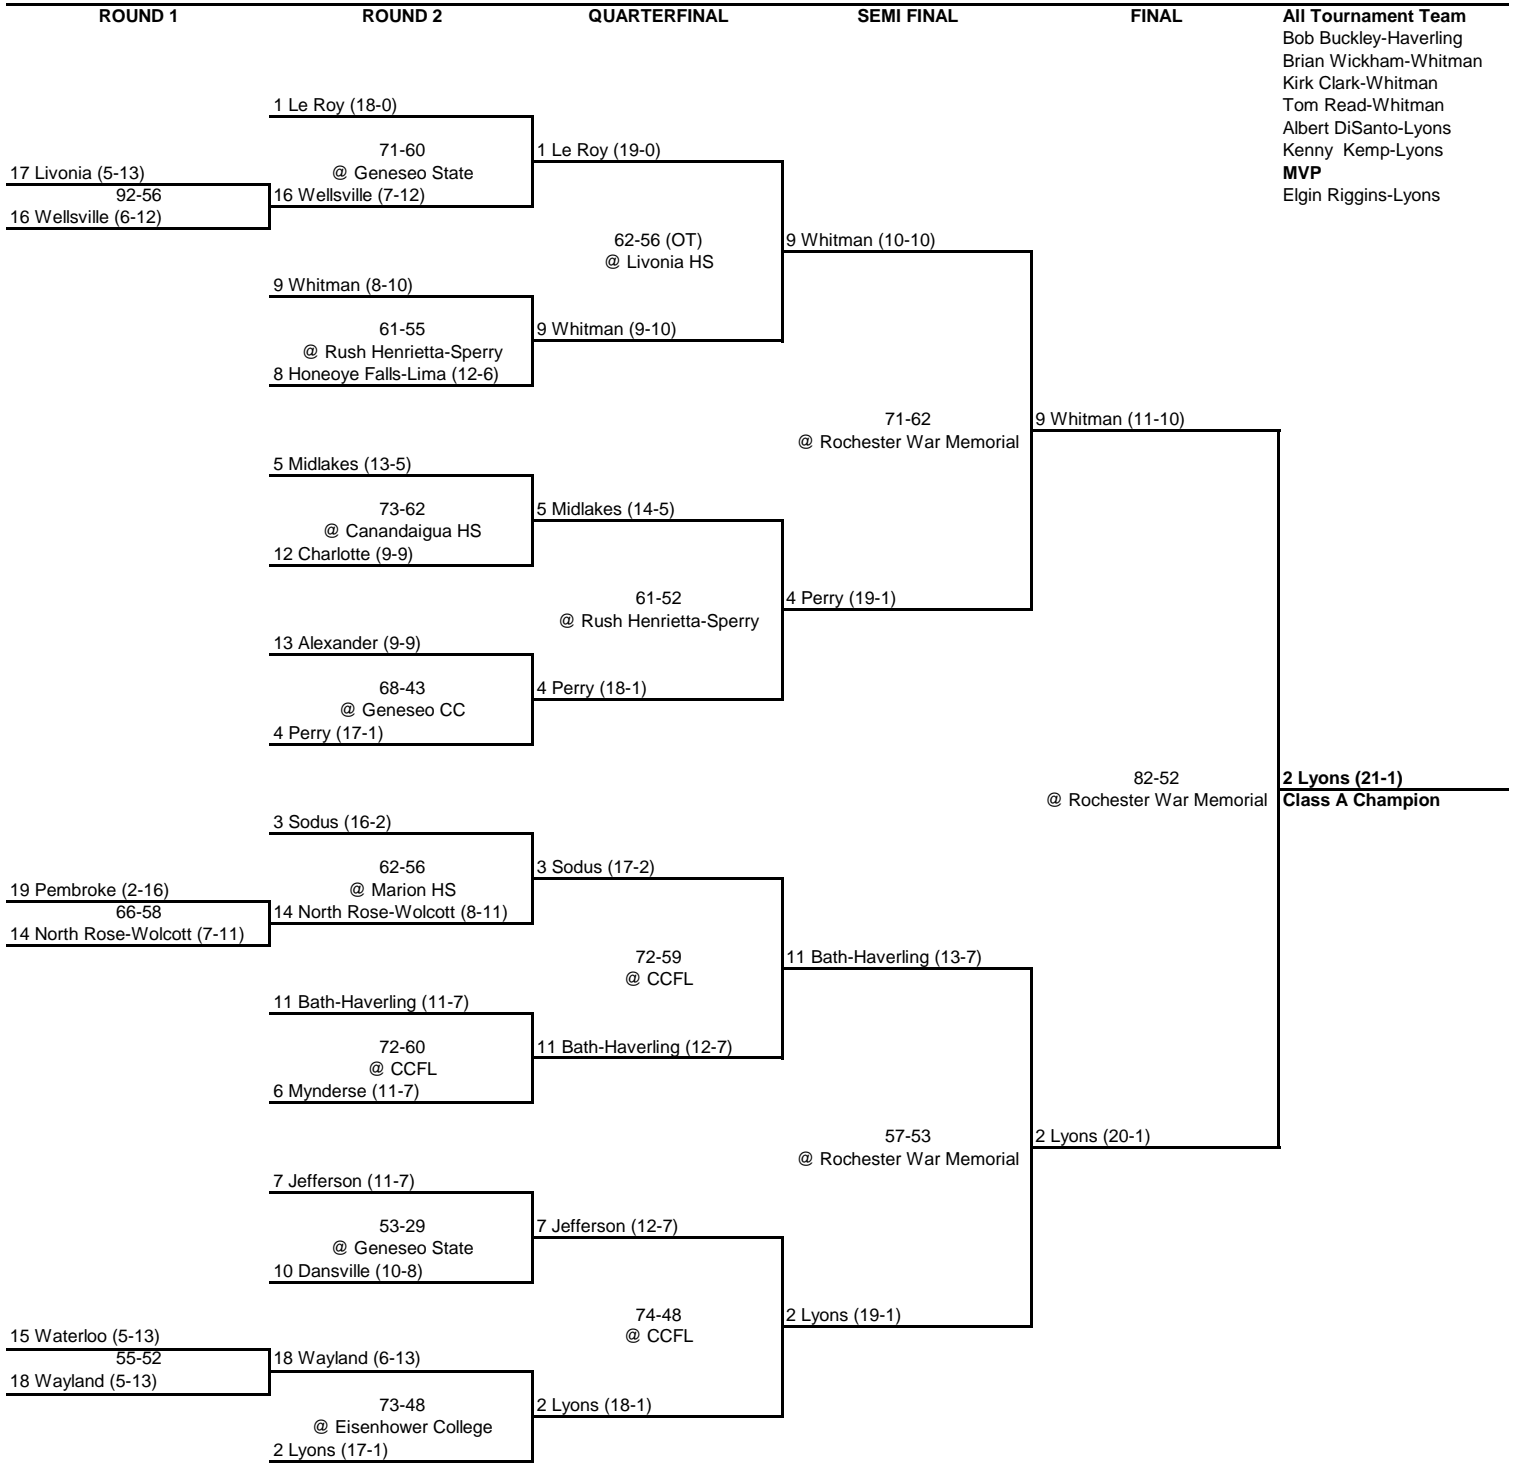 ROUND 1
ROUND 2
QUARTERFINAL
SEMI FINAL
FINAL
All Tournament Team
Bob Buckley-Haverling
Brian Wickham-Whitman
Kirk Clark-Whitman
Tom Read-Whitman
Albert DiSanto-Lyons
Kenny  Kemp-Lyons
MVP
Elgin Riggins-Lyons
17 Livonia (5-13)
92-56
16 Wellsville (6-12)
19 Pembroke (2-16)
66-58
14 North Rose-Wolcott (7-11)
15 Waterloo (5-13)
55-52
18 Wayland (5-13)
1 Le Roy (18-0)
71-60
@ Geneseo State
16 Wellsville (7-12)
9 Whitman (8-10)
61-55
@ Rush Henrietta-Sperry
8 Honeoye Falls-Lima (12-6)
5 Midlakes (13-5)
73-62
@ Canandaigua HS
12 Charlotte (9-9)
13 Alexander (9-9)
68-43
@ Geneseo CC
4 Perry (17-1)
3 Sodus (16-2)
62-56
@ Marion HS
14 North Rose-Wolcott (8-11)
11 Bath-Haverling (11-7)
72-60
@ CCFL
6 Mynderse (11-7)
7 Jefferson (11-7)
53-29
@ Geneseo State
10 Dansville (10-8)
18 Wayland (6-13)
73-48
@ Eisenhower College
2 Lyons (17-1)
1 Le Roy (19-0)
62-56 (OT)
@ Livonia HS
9 Whitman (9-10)
5 Midlakes (14-5)
61-52
@ Rush Henrietta-Sperry
4 Perry (18-1)
3 Sodus (17-2)
72-59
@ CCFL
11 Bath-Haverling (12-7)
7 Jefferson (12-7)
74-48
@ CCFL
2 Lyons (18-1)
9 Whitman (10-10)
71-62
@ Rochester War Memorial
4 Perry (19-1)
11 Bath-Haverling (13-7)
57-53
@ Rochester War Memorial
2 Lyons (19-1)
9 Whitman (11-10)
82-52
@ Rochester War Memorial
2 Lyons (20-1)
2 Lyons (21-1)
Class A Champion